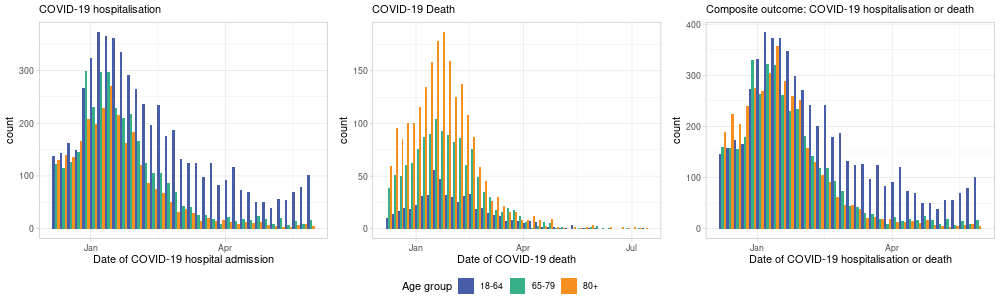 COVID-19 hospitalisation
count
300
200
100
0
Jan
Apr
Date of COVID-19 hospital admission
COVID-19 Death
count
150
100
50
0
Jan
Apr
Jul
Date of COVID-19 death
Composite outcome: COVID-19 hospitalisation or death
count
400
300
200
100
0
Jan
Apr
Date of COVID-19 hospitalisation or death
Age group 18-64 65-79 80+